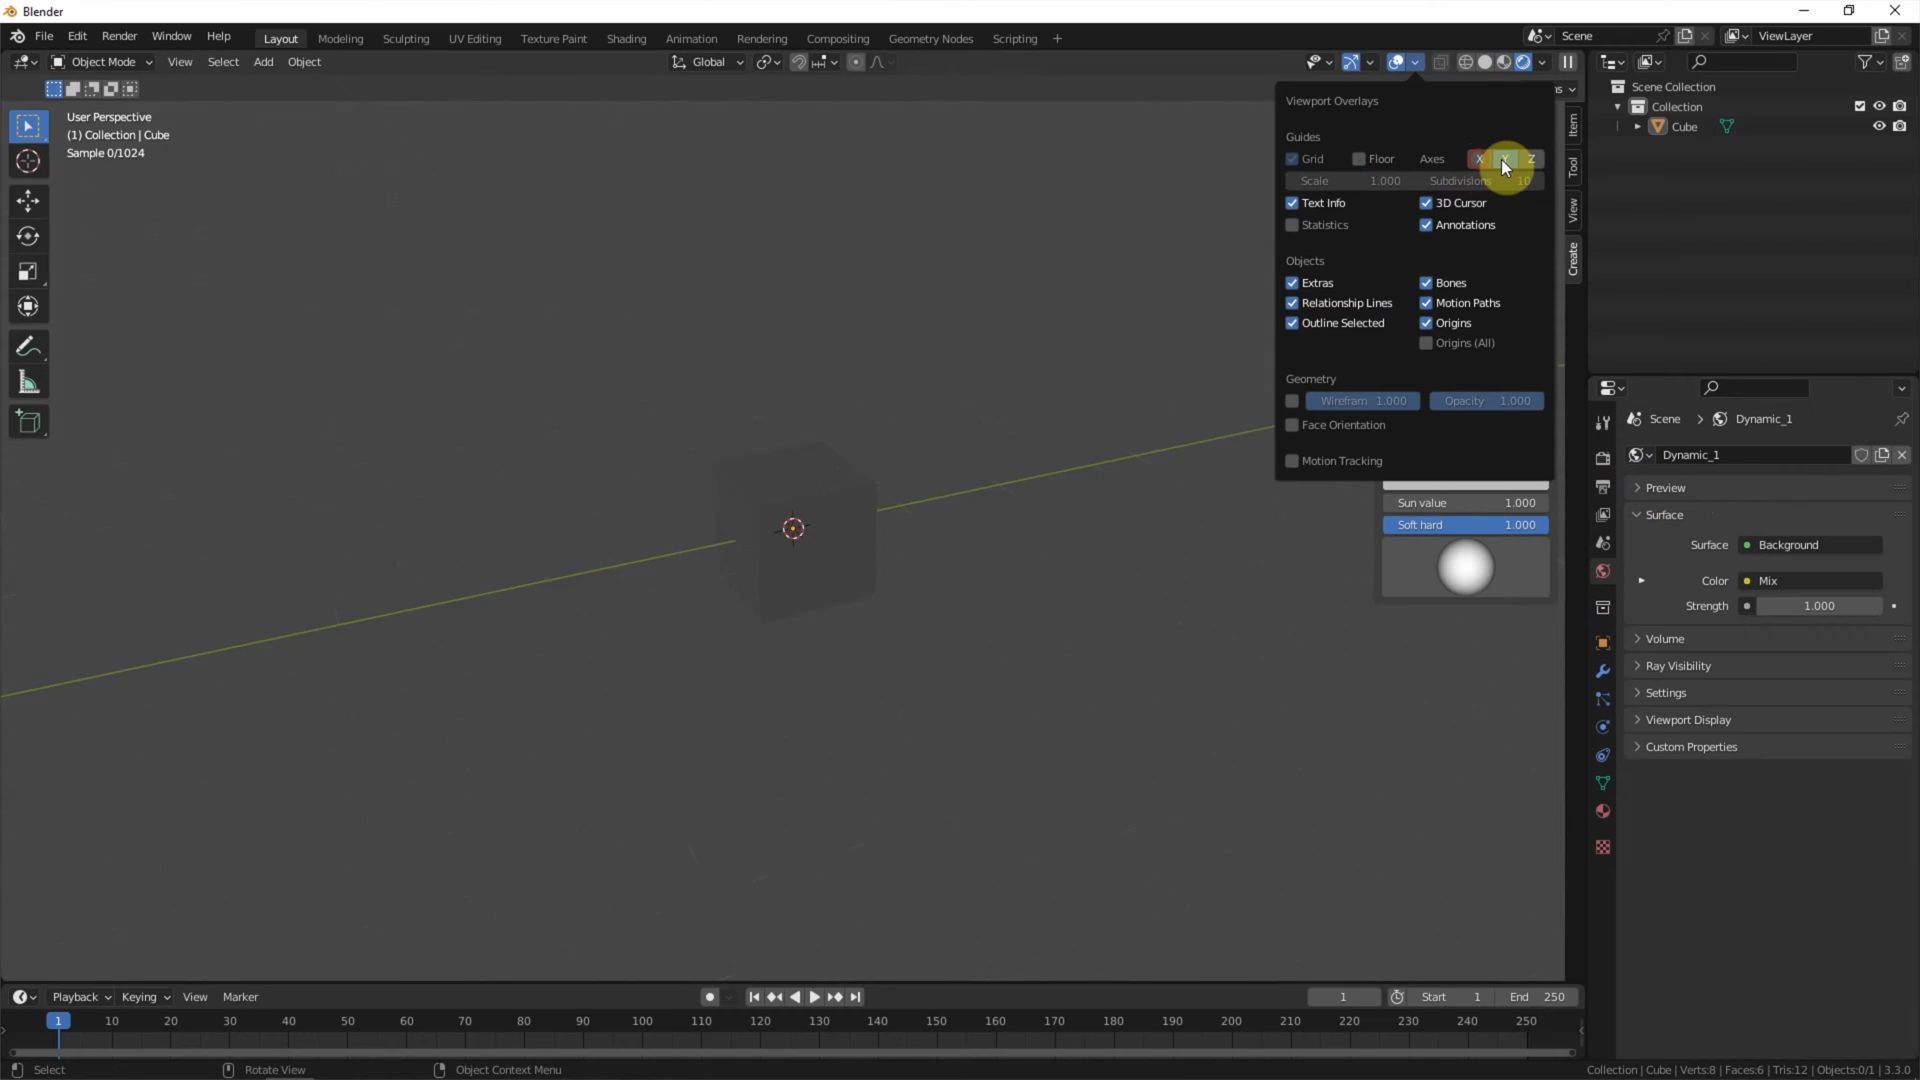 Blender
File Edit Render Window Help Layout Modeling Sculpting UV Editing Texture Paint Shading Animation Rendering Compositing Geometry Nodes Scripting + Scene ViewLayer
Object Mode View Select Add Object Global
User Perspective
(1) Collection | Cube
Sample 0/1024
Viewport Overlays
Guides
Grid Floor Axes X Y Z
Scale 1.000 Subdivisions 10
Text Info 3D Cursor
Statistics Annotations
Objects
Extras Bones
Relationship Lines Motion Paths
Outline Selected Origins
Origins (All)
Geometry
Wirefram 1.000 Opacity 1.000
Face Orientation
Motion Tracking
Sun value 1.000
Soft hard 1.000
Item
Tool
View
Create
Scene Collection
Collection
Cube
Scene > Dynamic_1
Dynamic_1
Preview
Surface
Surface Background
Color Mix
Strength 1.000
Volume
Ray Visibility
Settings
Viewport Display
Custom Properties
Playback Keying View Marker 1 Start 1 End 250
1 10 20 30 40 50 60 70 80 90 100 110 120 130 140 150 160 170 180 190 200 210 220 230 240 250
Select Rotate View Object Context Menu Collection | Cube | Verts:8 | Faces:6 | Tris:12 | Objects:0/1 | 3.3.0